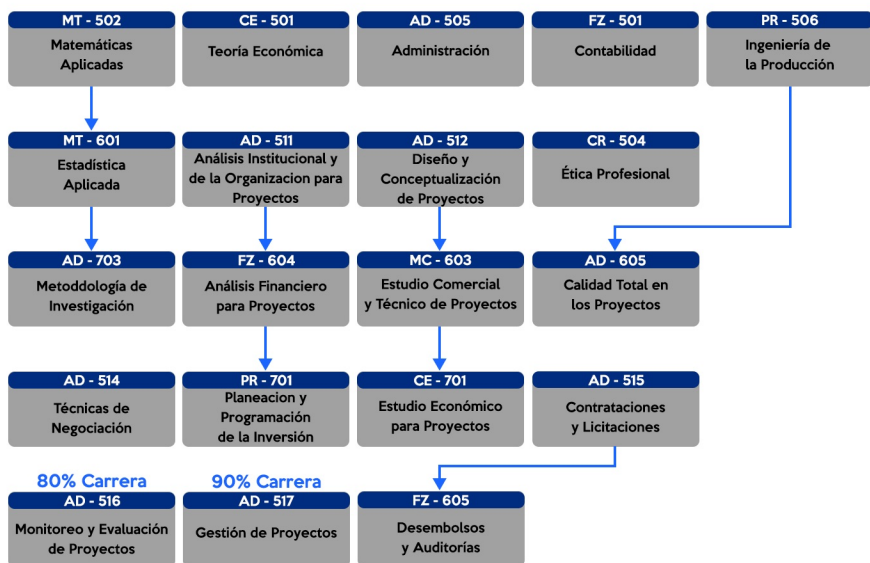 MT - 502
Matemáticas
Aplicadas
CE - 501
Teoría Económica
AD - 505
Administración
FZ - 501
Contabilidad
PR - 506
Ingeniería de
la Producción
MT - 601
Estadística
Aplicada
AD - 511
Análisis Institucional y
de la Organizacion para
Proyectos
AD - 512
Diseño y
Conceptualización
de Proyectos
CR - 504
Ética Profesional
AD - 703
Metoddología de
Investigación
FZ - 604
Análisis Financiero
para Proyectos
MC - 603
Estudio Comercial
y Técnico de Proyectos
AD - 605
Calidad Total en
los Proyectos
AD - 514
Técnicas de
Negociación
PR - 701
Planeacion y
Programación
de la Inversión
CE - 701
Estudio Económico
para Proyectos
AD - 515
Contrataciones
y Licitaciones
80% Carrera
AD - 516
Monitoreo y Evaluación
de Proyectos
90% Carrera
AD - 517
Gestión de Proyectos
FZ - 605
Desembolsos
y Auditorías